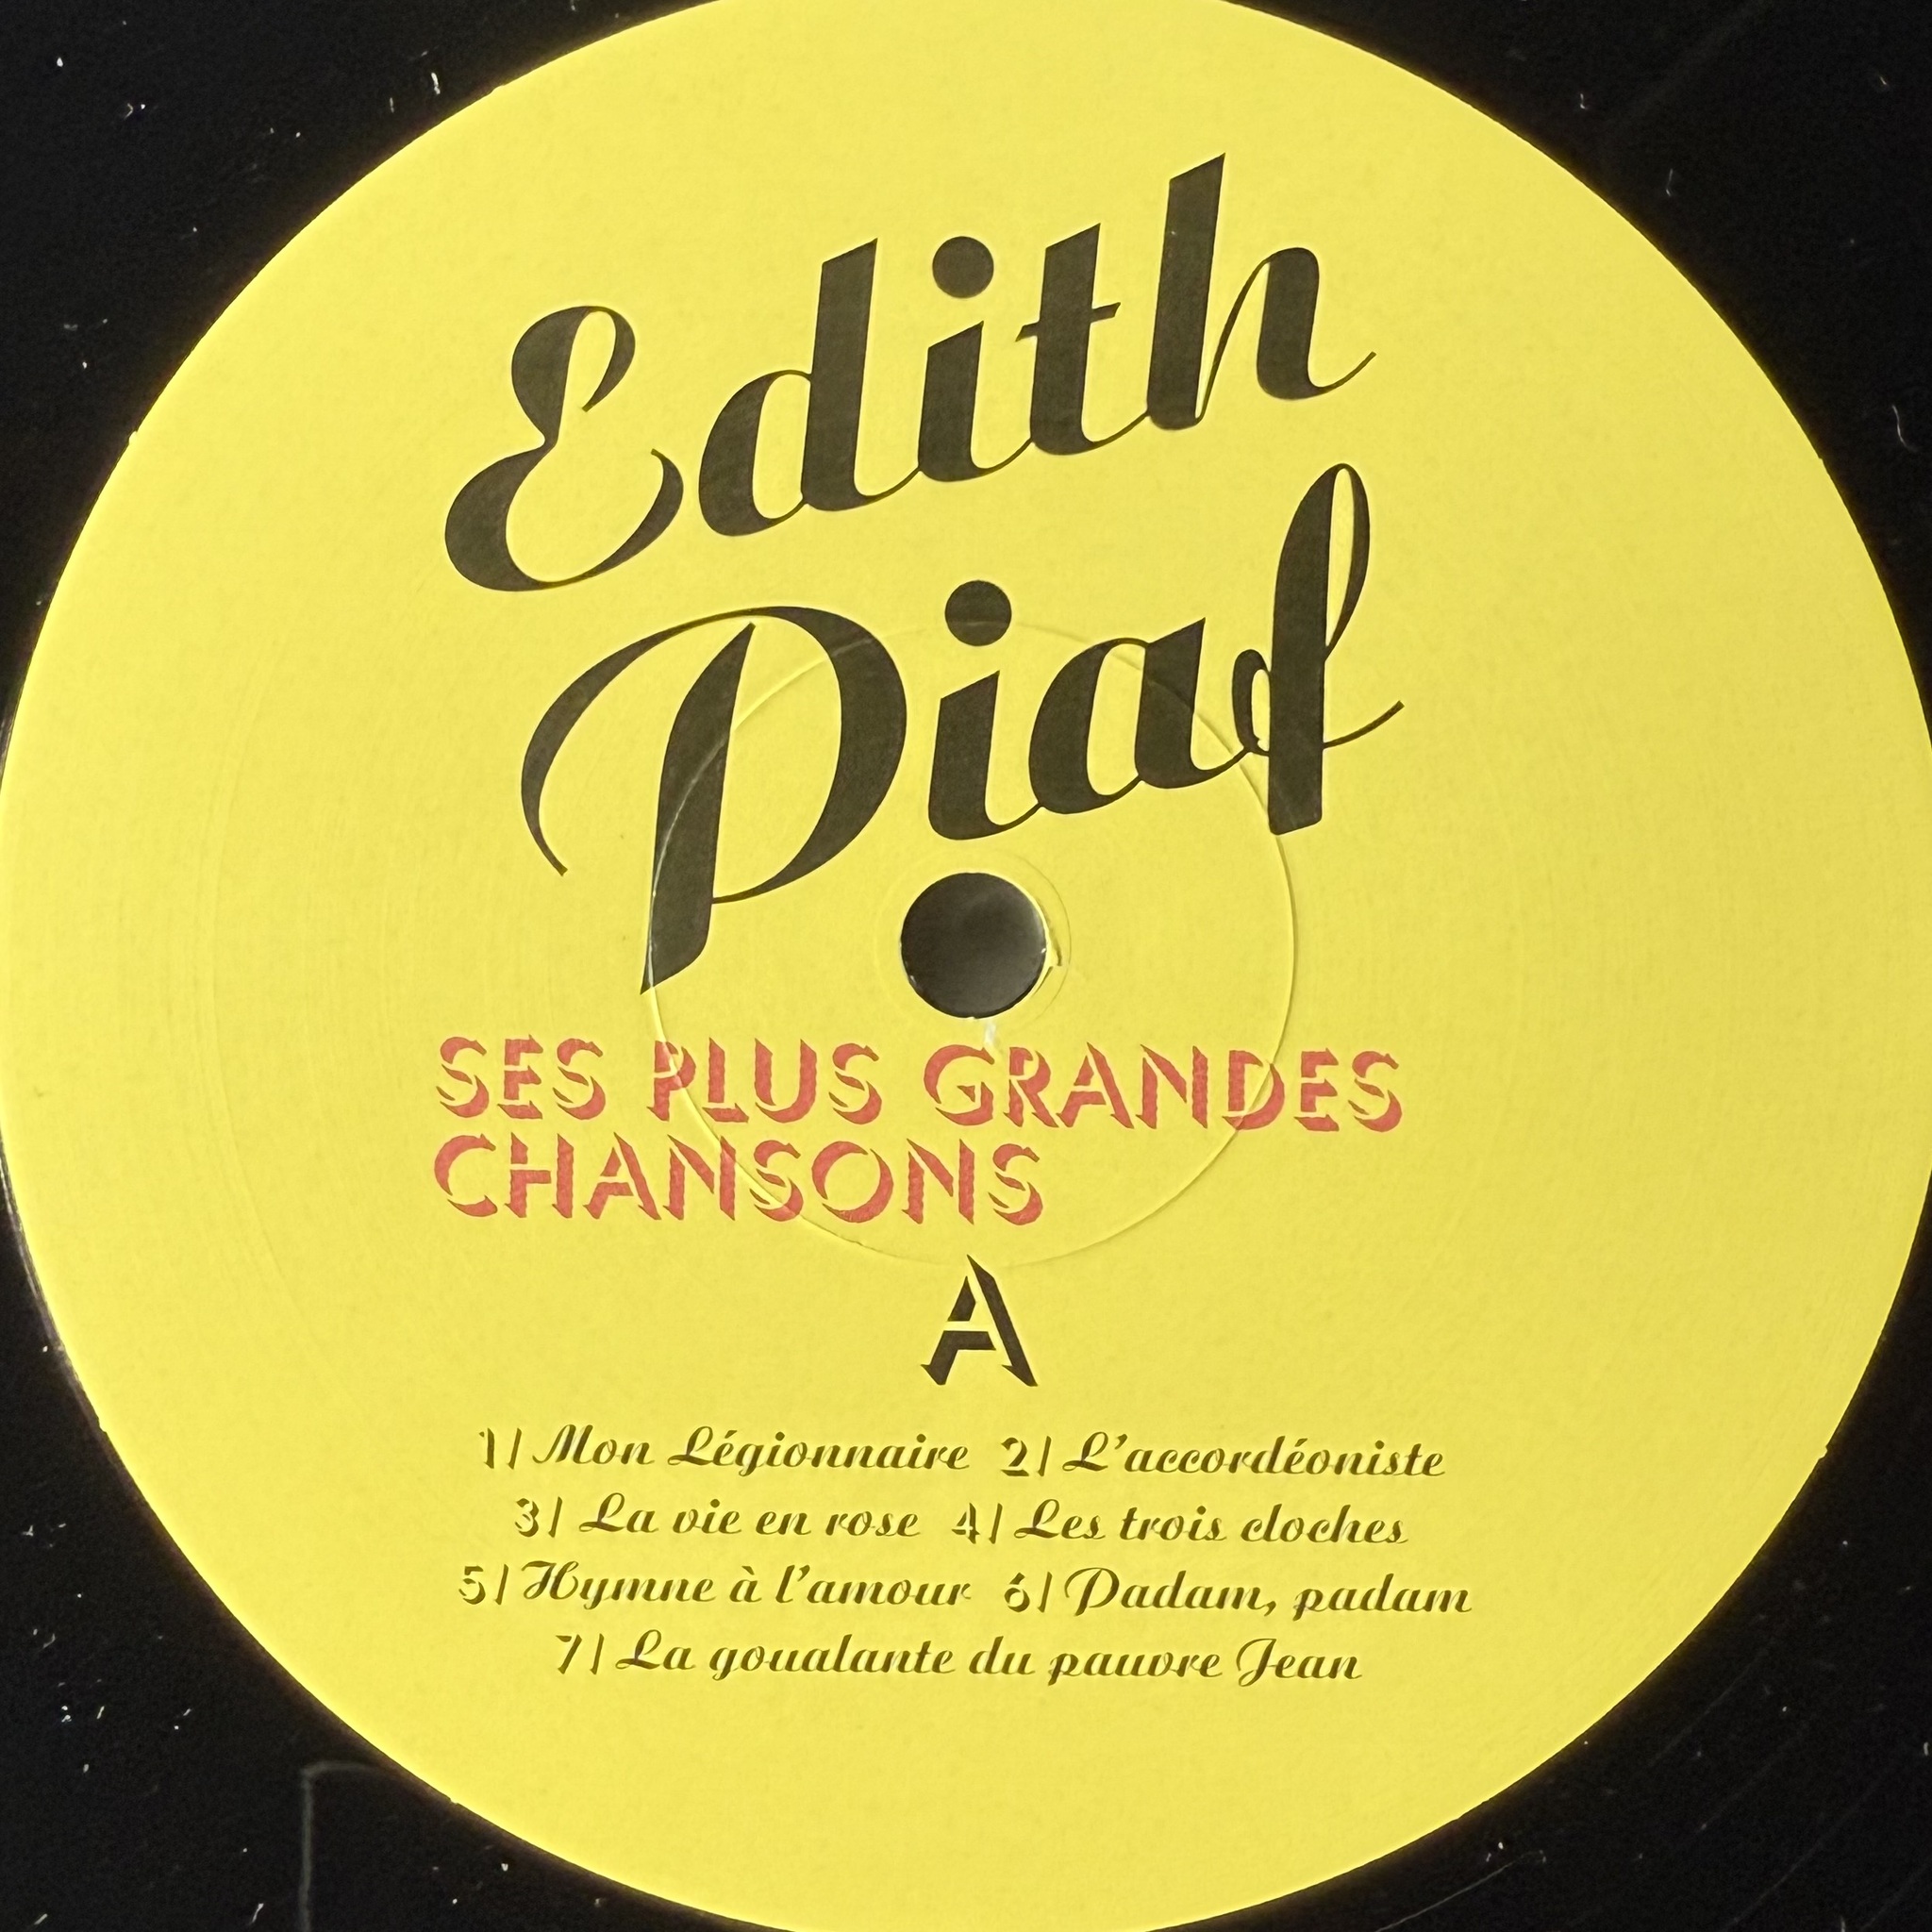 Edith
Piaf
SES PLUS GRANDES
CHANSONS
A
1| Mon Légionnaire 2| L'accordéoniste
3| La vie en rose 4| Les trois cloches
5| Hymne à l'amour 6| Padam, padam
7| La goualante du pauvre Jean